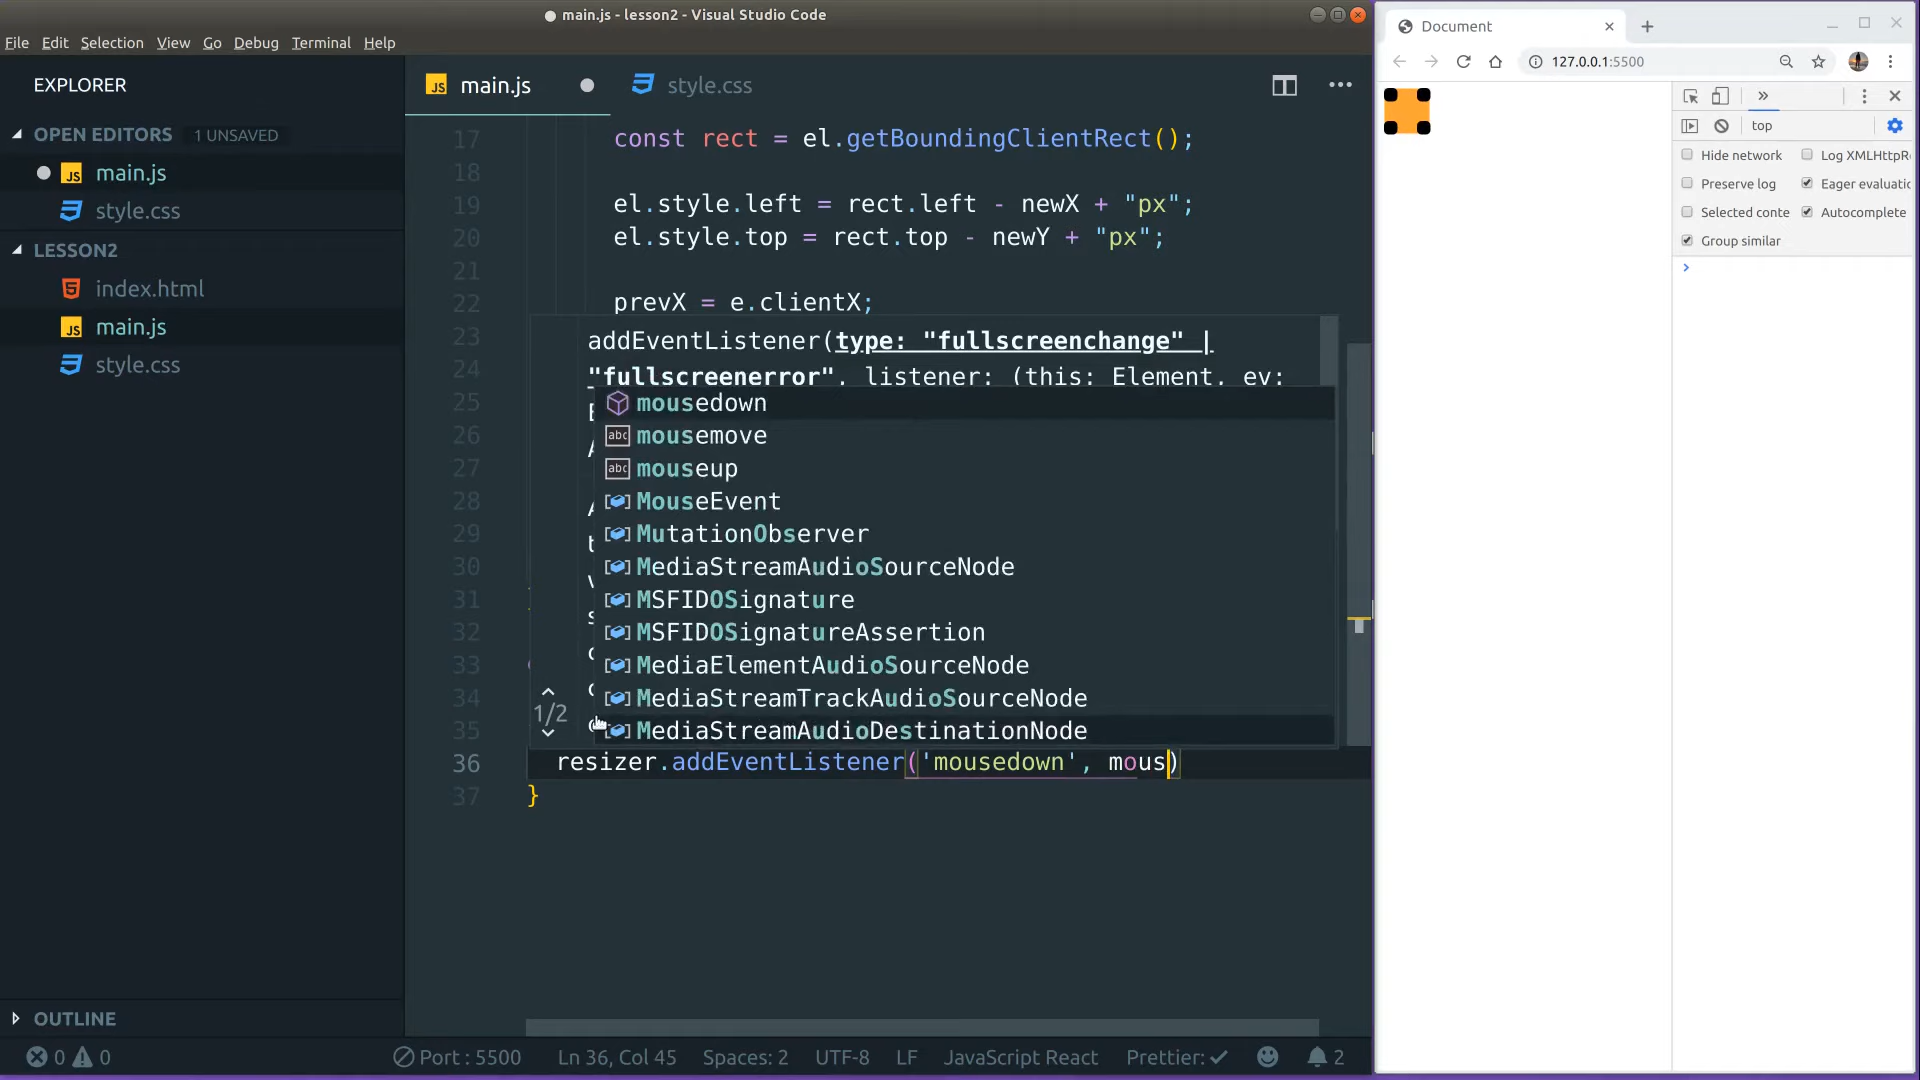 main.js - lesson2 - Visual Studio Code
File Edit Selection View Go Debug Terminal Help
EXPLORER
OPEN EDITORS 1 UNSAVED
JS main.js
style.css
LESSON2
index.html
JS main.js
style.css
OUTLINE
JS main.js
style.css
17 const rect = el.getBoundingClientRect();
18
19 el.style.left = rect.left - newX + "px";
20 el.style.top = rect.top - newY + "px";
21
22 prevX = e.clientX;
23
24
25
26
27
28
29
30
31
32
33
34
35
addEventListener(type: "fullscreenchange" |
"fullscreenerror", listener: (this: Element, ev:
1/2
mousedown
abc mousemove
abc mouseup
MouseEvent
MutationObserver
MediaStreamAudioSourceNode
MSFIDOSignature
MSFIDOSignatureAssertion
MediaElementAudioSourceNode
MediaStreamTrackAudioSourceNode
MediaStreamAudioDestinationNode
36 resizer.addEventListener('mousedown', mous)
37 }
0 0 Port : 5500 Ln 36, Col 45 Spaces: 2 UTF-8 LF JavaScript React Prettier: 2
Document
127.0.0.1:5500
top
Hide network Log XMLHttpR
Preserve log Eager evaluatio
Selected conte Autocomplete
Group similar